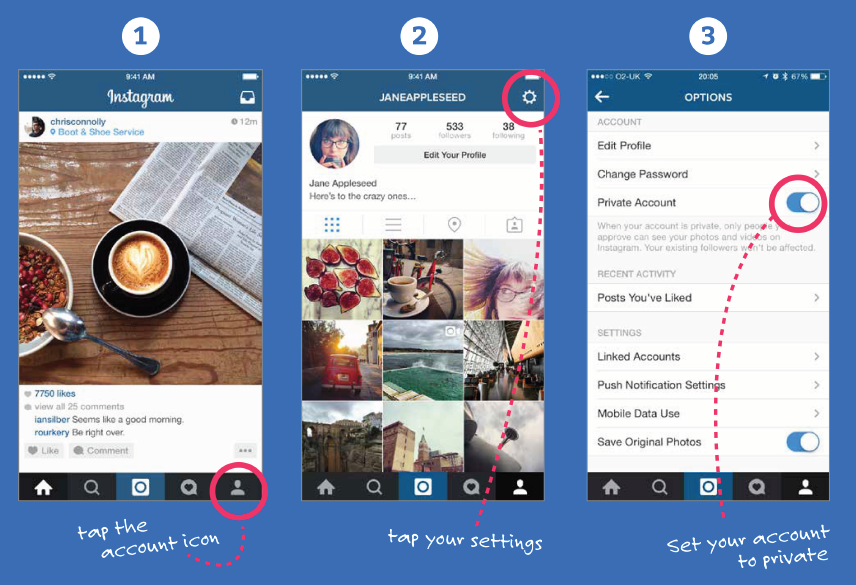 1
2
3
9:41 AM
Instagram
chrisconnolly
Boot & Shoe Service
12m
7750 likes
view all 25 comments
iansilber Seems like a good morning.
rourkery Be right over.
Like
Comment
tap the
account icon
9:41 AM
JANEAPPLESEED
77
533
38
posts
followers
following
Edit Your Profile
Jane Appleseed
Here's to the crazy ones...
tap your settings
O2-UK
20:05
67%
OPTIONS
ACCOUNT
Edit Profile
Change Password
Private Account
When your account is private, only people you
approve can see your photos and videos on
Instagram. Your existing followers won't be affected.
RECENT ACTIVITY
Posts You've Liked
SETTINGS
Linked Accounts
Push Notification Settings
Mobile Data Use
Save Original Photos
Set your account
to private